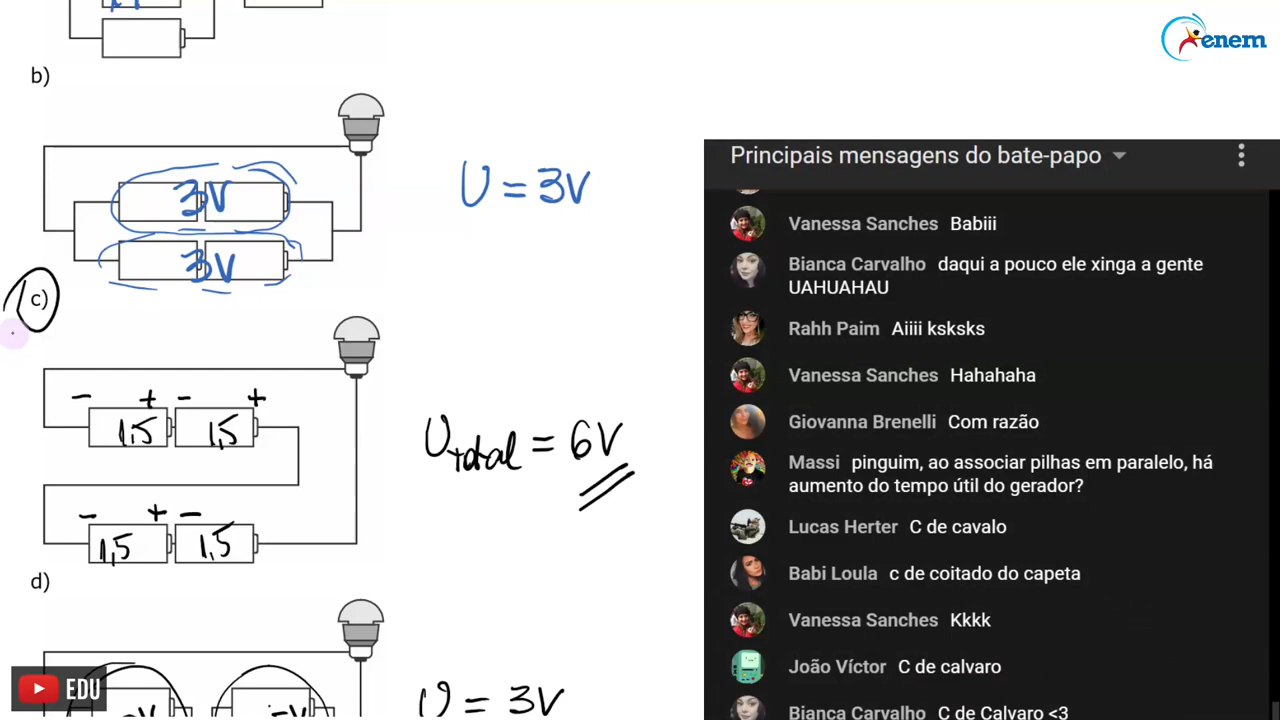 enem
b)
3V
U = 3V
3V
c)
- + - +
1,5 1,5
U total = 6V
- + -
1,5 1,5
d)
U = 3V
EDU
Principais mensagens do bate-papo
Vanessa Sanches Babiii
Bianca Carvalho daqui a pouco ele xinga a gente
UAHUAHAU
Rahh Paim Aiiii ksksks
Vanessa Sanches Hahahaha
Giovanna Brenelli Com razão
Massi pinguim, ao associar pilhas em paralelo, há
aumento do tempo útil do gerador?
Lucas Herter C de cavalo
Babi Loula c de coitado do capeta
Vanessa Sanches Kkkk
João Víctor C de calvaro
Bianca Carvalho C de Calvaro <3